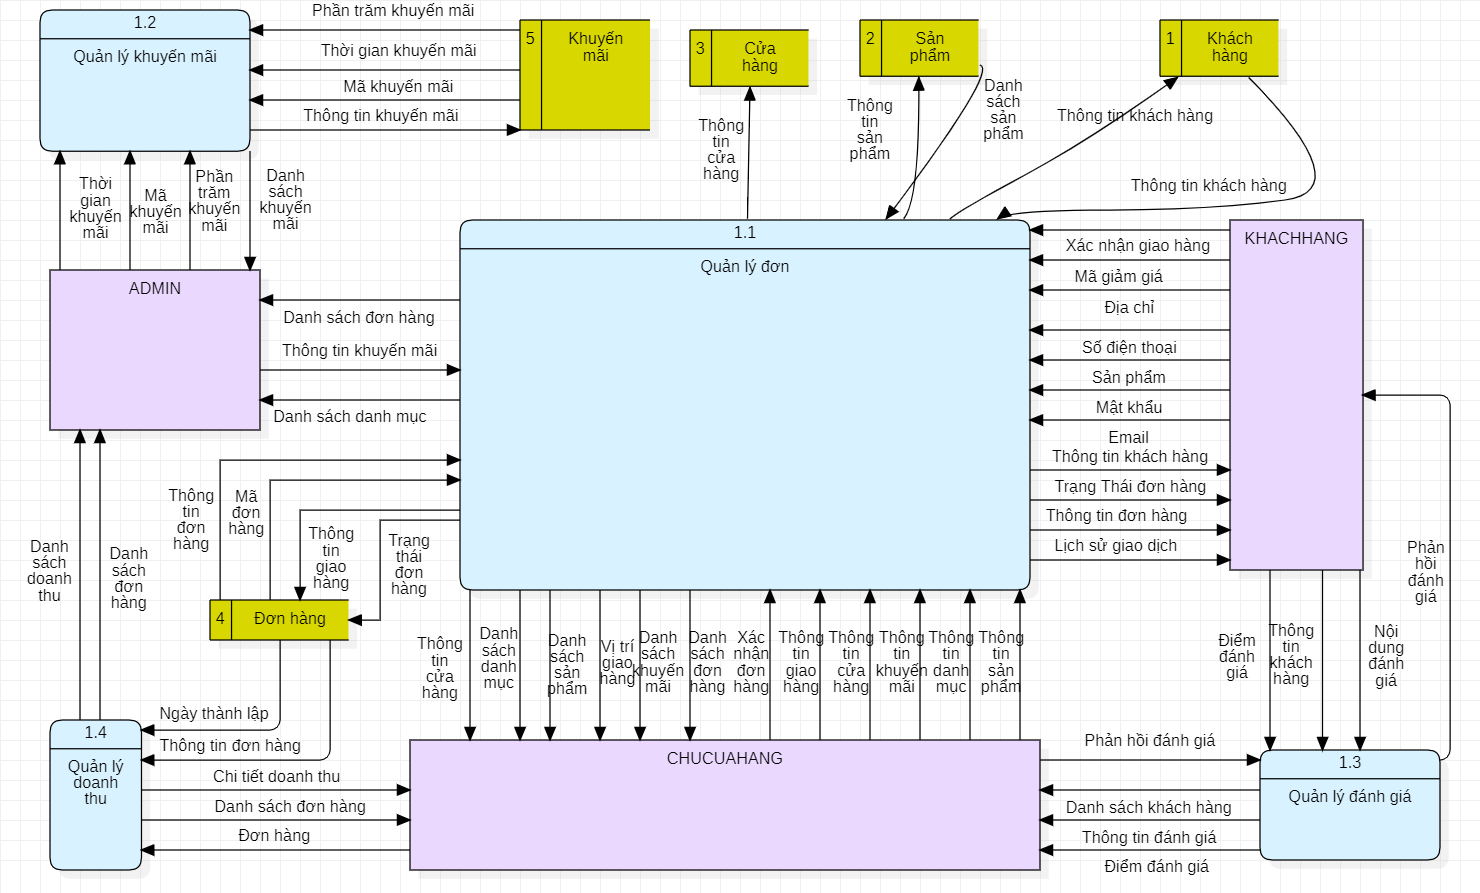 1.2
Quản lý khuyến mãi
Phần trăm khuyến mãi
Thời gian khuyến mãi
Mã khuyến mãi
Thông tin khuyến mãi
5
Khuyến
mãi
3
Cửa
hàng
2
Sản
phẩm
1
Khách
hàng
Thông
tin
cửa
hàng
Thông
tin
sản
phẩm
Danh
sách
sản
phẩm
Thông tin khách hàng
Thông tin khách hàng
Thời
gian
khuyến
mãi
Mã
khuyến
mãi
Phần
trăm
khuyến
mãi
Danh
sách
khuyến
mãi
ADMIN
1.1
Quản lý đơn
KHACHHANG
Danh sách đơn hàng
Thông tin khuyến mãi
Danh sách danh mục
Xác nhận giao hàng
Mã giảm giá
Địa chỉ
Số điện thoại
Sản phẩm
Mật khẩu
Email
Thông tin khách hàng
Trạng Thái đơn hàng
Thông tin đơn hàng
Lịch sử giao dịch
Thông
tin
đơn
hàng
Mã
đơn
hàng
Thông
tin
giao
hàng
Trạng
thái
đơn
hàng
Danh
sách
doanh
thu
Danh
sách
đơn
hàng
4
Đơn hàng
Phản
hồi
đánh
giá
Thông
tin
cửa
hàng
Danh
sách
danh
mục
Danh
sách
sản
phẩm
Vị trí
giao
hàng
Danh
sách
khuyến
mãi
Danh
sách
đơn
hàng
Xác
nhận
đơn
hàng
Thông
tin
giao
hàng
Thông
tin
cửa
hàng
Thông
tin
khuyến
mãi
Thông
tin
danh
mục
Thông
tin
sản
phẩm
Điểm
đánh
giá
Thông
tin
khách
hàng
Nội
dung
đánh
giá
Ngày thành lập
Thông tin đơn hàng
1.4
Quản lý
doanh
thu
Chi tiết doanh thu
Danh sách đơn hàng
Đơn hàng
CHUCUAHANG
Phản hồi đánh giá
Danh sách khách hàng
Thông tin đánh giá
Điểm đánh giá
1.3
Quản lý đánh giá